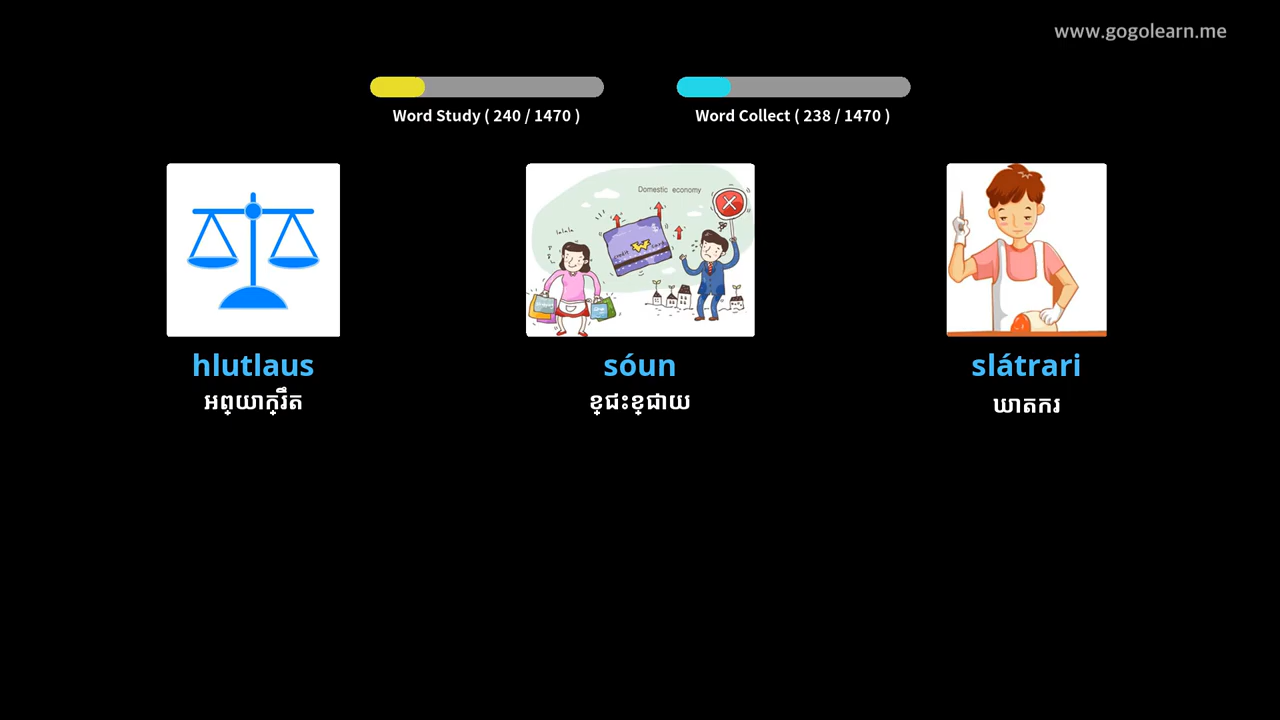 www.gogolearn.me
Word Study ( 240 / 1470 )
Word Collect ( 238 / 1470 )
Domestic economy
lalala
hlutlaus
sóun
slátrari
អព្យាក្រឹត
ខ្ជះខ្ជាយ
ឃាតករ